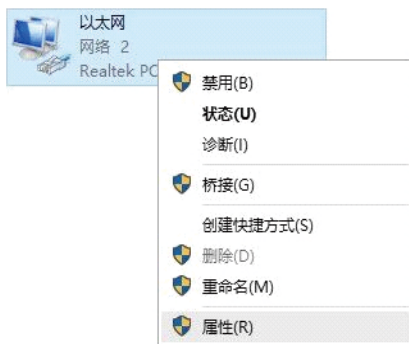 以太网
网络 2
Realtek PC
禁用(B)
状态(U)
诊断(I)
桥接(G)
创建快捷方式(S)
删除(D)
重命名(M)
属性(R)